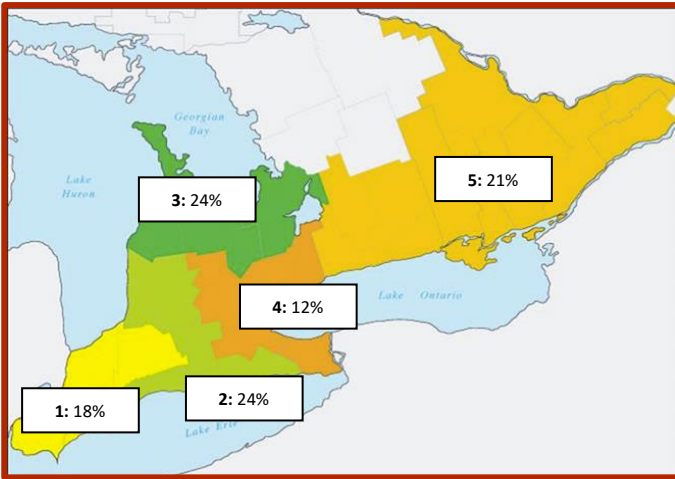 Georgian
Bay
Lake
Huron
3: 24%
5: 21%
Lake Ontario
4: 12%
2: 24%
1: 18%
Lake Erie